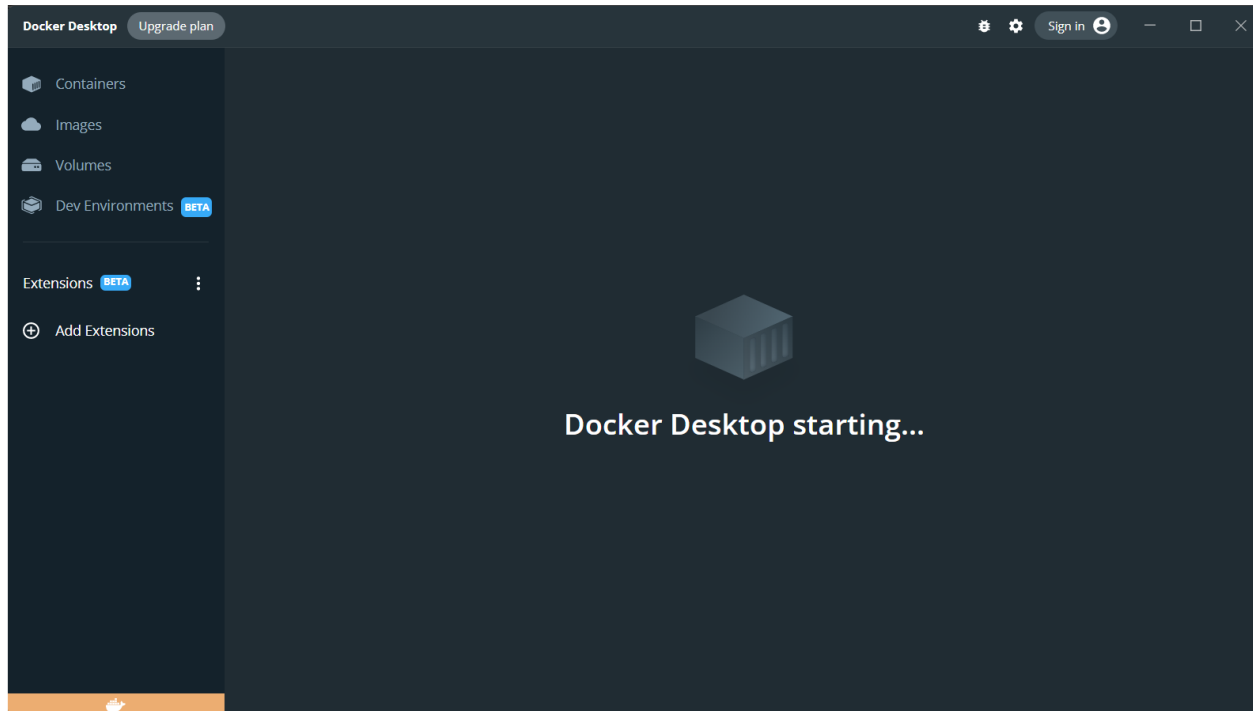 Docker Desktop Upgrade plan Sign in
Containers
Images
Volumes
Dev Environments BETA
Extensions BETA
Add Extensions
Docker Desktop starting...